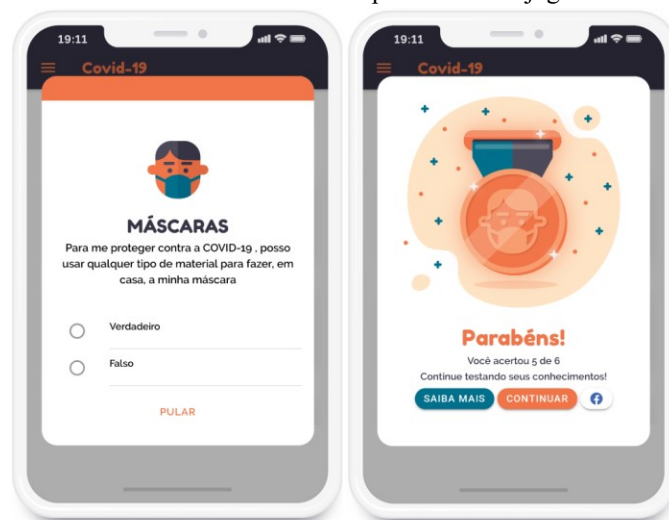 19:11
Covid-19
MÁSCARAS
Para me proteger contra a COVID-19 , posso
usar qualquer tipo de material para fazer, em
casa, a minha máscara
Verdadeiro
Falso
PULAR
19:11
Covid-19
Parabéns!
Você acertou 5 de 6
Continue testando seus conhecimentos!
SAIBA MAIS
CONTINUAR